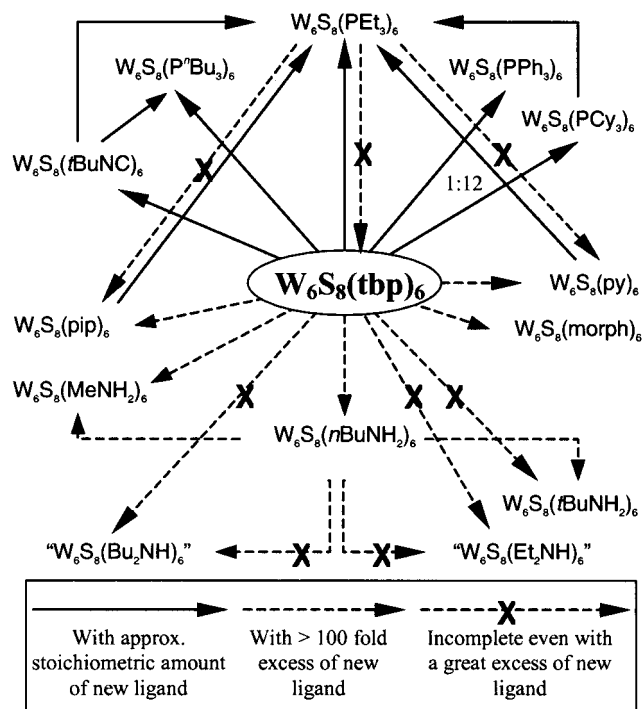 W₆S₈(PEt₃)₆
W₆S₈(PⁿBu₃)₆
W₆S₈(PPh₃)₆
W₆S₈(PCy₃)₆
W₆S₈(tBuNC)₆
X
X
X
1:12
W₆S₈(tbp)₆
W₆S₈(py)₆
W₆S₈(pip)₆
W₆S₈(morph)₆
W₆S₈(MeNH₂)₆
X
X
X
W₆S₈(nBuNH₂)₆
W₆S₈(tBuNH₂)₆
"W₆S₈(Bu₂NH)₆"
X
X
"W₆S₈(Et₂NH)₆"
X
With approx.
stoichiometric amount
of new ligand
With > 100 fold
excess of new
ligand
Incomplete even with
a great excess of new
ligand